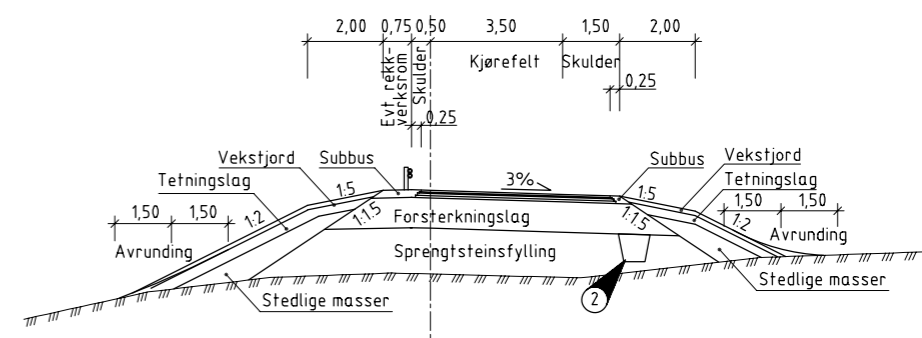 2,00 0,75 0,50 3,50 1,50 2,00
Evt rekk-
verksrom
Skulder
Kjørefelt
Skulder
0,25
0,25
Vekstjord
Subbus
Tetningslag
1:5
1:2
3%
Subbus
Vekstjord
Tetningslag
1:5
1:2
1,50 1,50
Avrunding
1:1.5
Forsterkningslag
1:1.5
1,50 1,50
Avrunding
Sprengtsteinsfylling
Stedlige masser
2
Stedlige masser